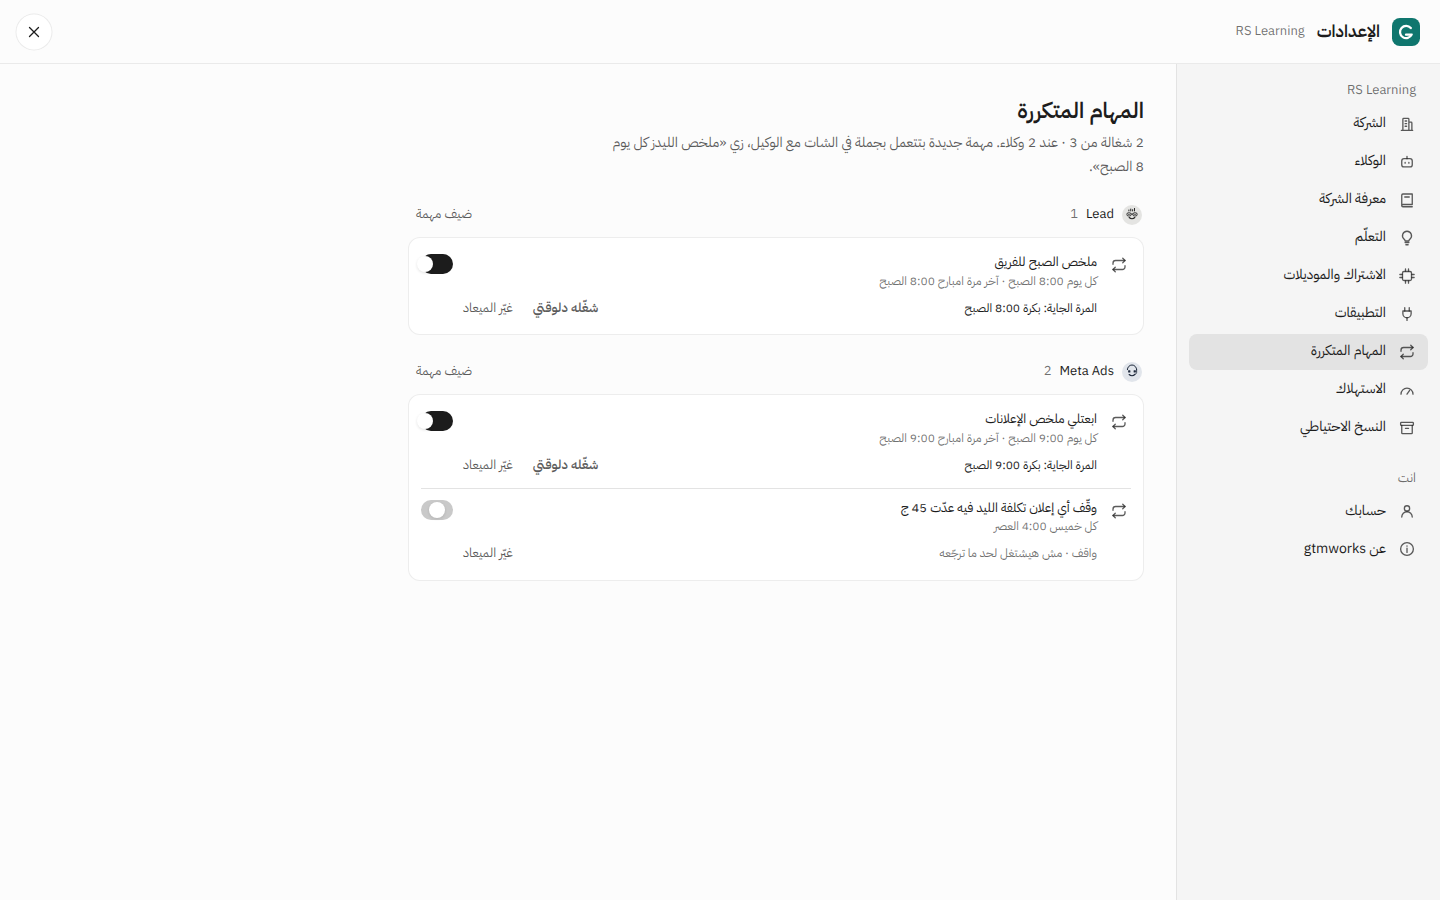 الإعدادات
RS Learning
RS Learning
الشركة
الوكلاء
معرفة الشركة
التعلّم
الاشتراك والموديلات
التطبيقات
المهام المتكررة
الاستهلاك
النسخ الاحتياطي
انت
حسابك
عن gtmworks
المهام المتكررة
2 شغالة من 3 · عند 2 وكلاء. مهمة جديدة بتتعمل بجملة في الشات مع الوكيل، زي «ملخص الليدز كل يوم
8 الصبح».
Lead 1
ضيف مهمة
ملخص الصبح للفريق
كل يوم 8:00 الصبح · آخر مرة امبارح 8:00 الصبح
المرة الجاية: بكرة 8:00 الصبح
شغّله دلوقتي
غيّر الميعاد
Meta Ads 2
ضيف مهمة
ابعتلي ملخص الإعلانات
كل يوم 9:00 الصبح · آخر مرة امبارح 9:00 الصبح
المرة الجاية: بكرة 9:00 الصبح
شغّله دلوقتي
غيّر الميعاد
وقّف أي إعلان تكلفة الليد فيه عدّت 45 ج
كل خميس 4:00 العصر
واقف · مش هيشتغل لحد ما ترجّعه
غيّر الميعاد